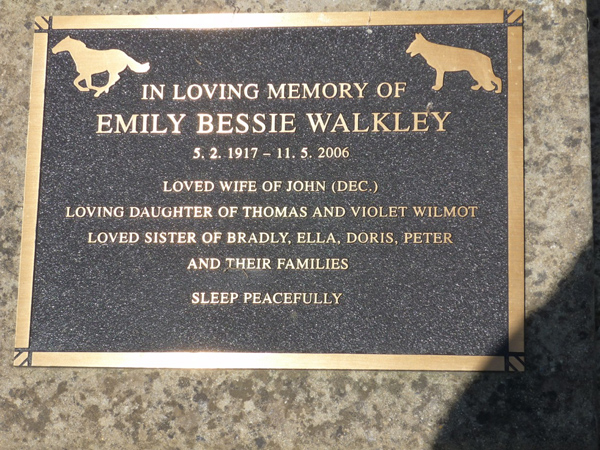 IN LOVING MEMORY OF
EMILY BESSIE WALKLEY
5. 2. 1917 – 11. 5. 2006
LOVED WIFE OF JOHN (DEC.)
LOVING DAUGHTER OF THOMAS AND VIOLET WILMOT
LOVED SISTER OF BRADLY, ELLA, DORIS, PETER
AND THEIR FAMILIES
SLEEP PEACEFULLY